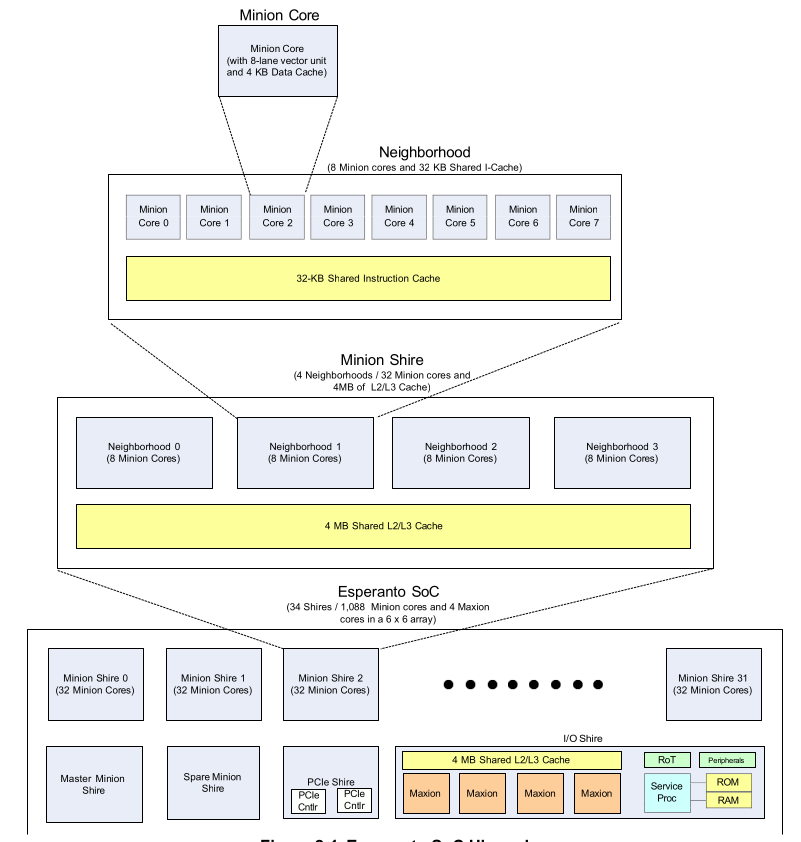 Minion Core
Minion Core
(with 8-lane vector unit
and 4 KB Data Cache)
Neighborhood
(8 Minion cores and 32 KB Shared I-Cache)
Minion
Core 0
Minion
Core 1
Minion
Core 2
Minion
Core 3
Minion
Core 4
Minion
Core 5
Minion
Core 6
Minion
Core 7
32-KB Shared Instruction Cache
Minion Shire
(4 Neighborhoods / 32 Minion cores and
4MB of L2/L3 Cache)
Neighborhood 0
(8 Minion Cores)
Neighborhood 1
(8 Minion Cores)
Neighborhood 2
(8 Minion Cores)
Neighborhood 3
(8 Minion Cores)
4 MB Shared L2/L3 Cache
Esperanto SoC
(34 Shires / 1,088 Minion cores and 4 Maxion
cores in a 6 x 6 array)
Minion Shire 0
(32 Minion Cores)
Minion Shire 1
(32 Minion Cores)
Minion Shire 2
(32 Minion Cores)
Minion Shire 31
(32 Minion Cores)
Master Minion
Shire
Spare Minion
Shire
PCIe Shire
PCIe
Cntlr
PCIe
Cntlr
I/O Shire
4 MB Shared L2/L3 Cache
Maxion
Maxion
Maxion
Maxion
RoT
Peripherals
Service
Proc
ROM
RAM